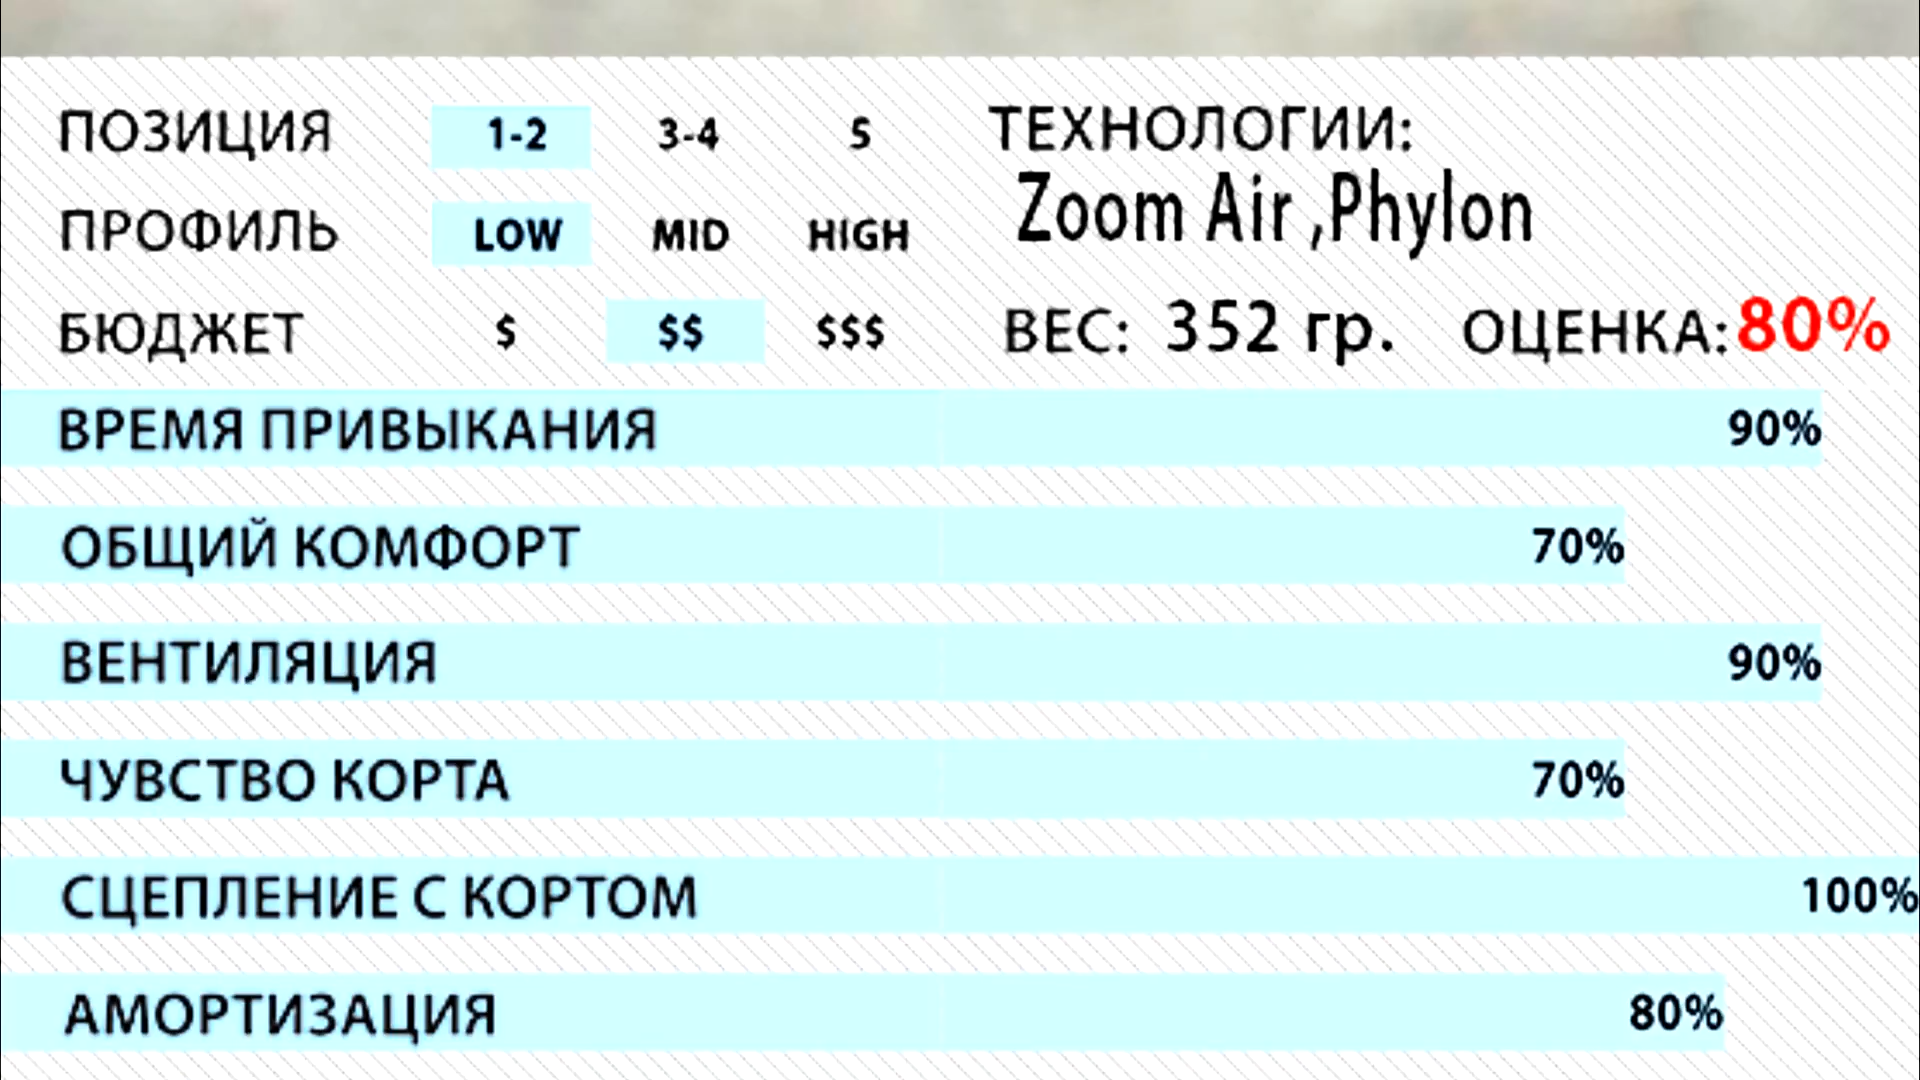 ПОЗИЦИЯ 1-2 3-4 5
ПРОФИЛЬ LOW MID HIGH
БЮДЖЕТ $ $$ $$$
ТЕХНОЛОГИИ:
Zoom Air ,Phylon
ВЕС: 352 гр. ОЦЕНКА: 80%
ВРЕМЯ ПРИВЫКАНИЯ 90%
ОБЩИЙ КОМФОРТ 70%
ВЕНТИЛЯЦИЯ 90%
ЧУВСТВО КОРТА 70%
СЦЕПЛЕНИЕ С КОРТОМ 100%
АМОРТИЗАЦИЯ 80%